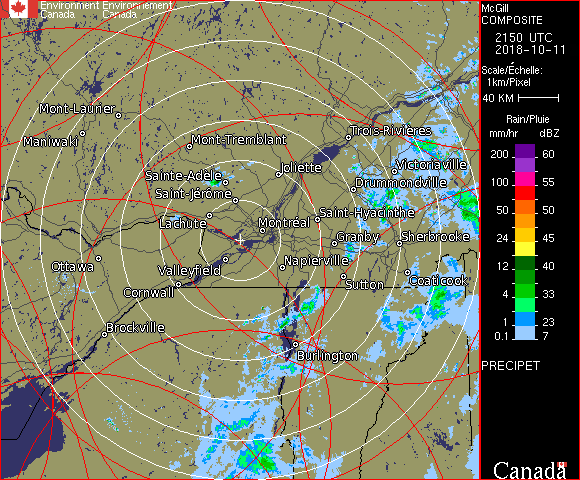 Environment Environnement
Canada Canada
McGill
COMPOSITE
2150 UTC
2018-10-11
Scale/Échelle:
1km/Pixel
40 KM
Rain/Pluie
mm/hr dBZ
200 60
100 55
50 50
24 45
12 40
4 33
1 23
0.1 7
PRECIPET
Canada
Mont-Laurier
Maniwaki
Mont-Tremblant
Trois-Rivières
Joliette
Victoriaville
Sainte-Adèle
Drummondville
Saint-Jérôme
Saint-Hyacinthe
Lachute
Montréal
Granby
Sherbrooke
Ottawa
Valleyfield
Napierville
Cornwall
Sutton
Coaticook
Brockville
Burlington